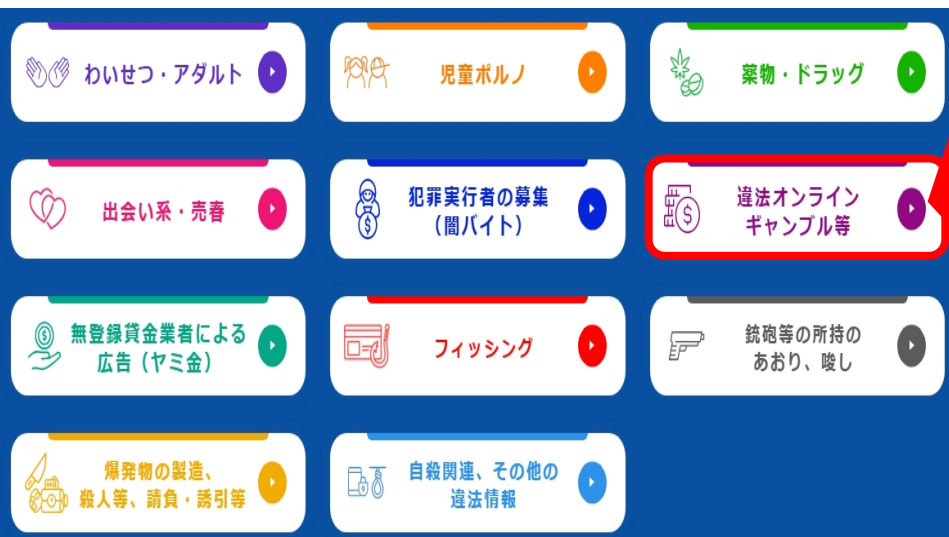 わいせつ・アダルト
児童ポルノ
薬物・ドラッグ
出会い系・売春
犯罪実行者の募集
（闇バイト）
違法オンライン
ギャンブル等
無登録貸金業者による
広告（ヤミ金）
フィッシング
銃砲等の所持の
あおり、唆し
爆発物の製造、
殺人等、請負・誘引等
自殺関連、その他の
違法情報